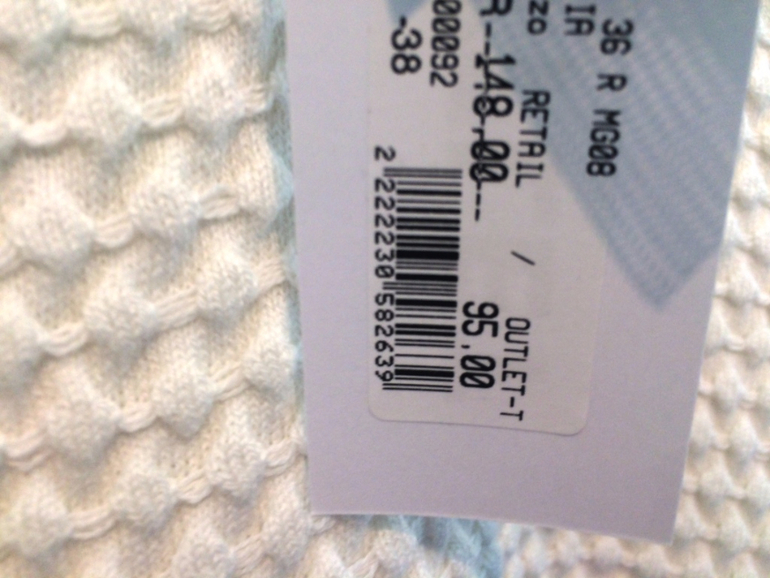 36 R MG08
IA
zo RETAIL / OUTLET-T
R--148,00--- 95,00
00092
-38
2 222230 582639